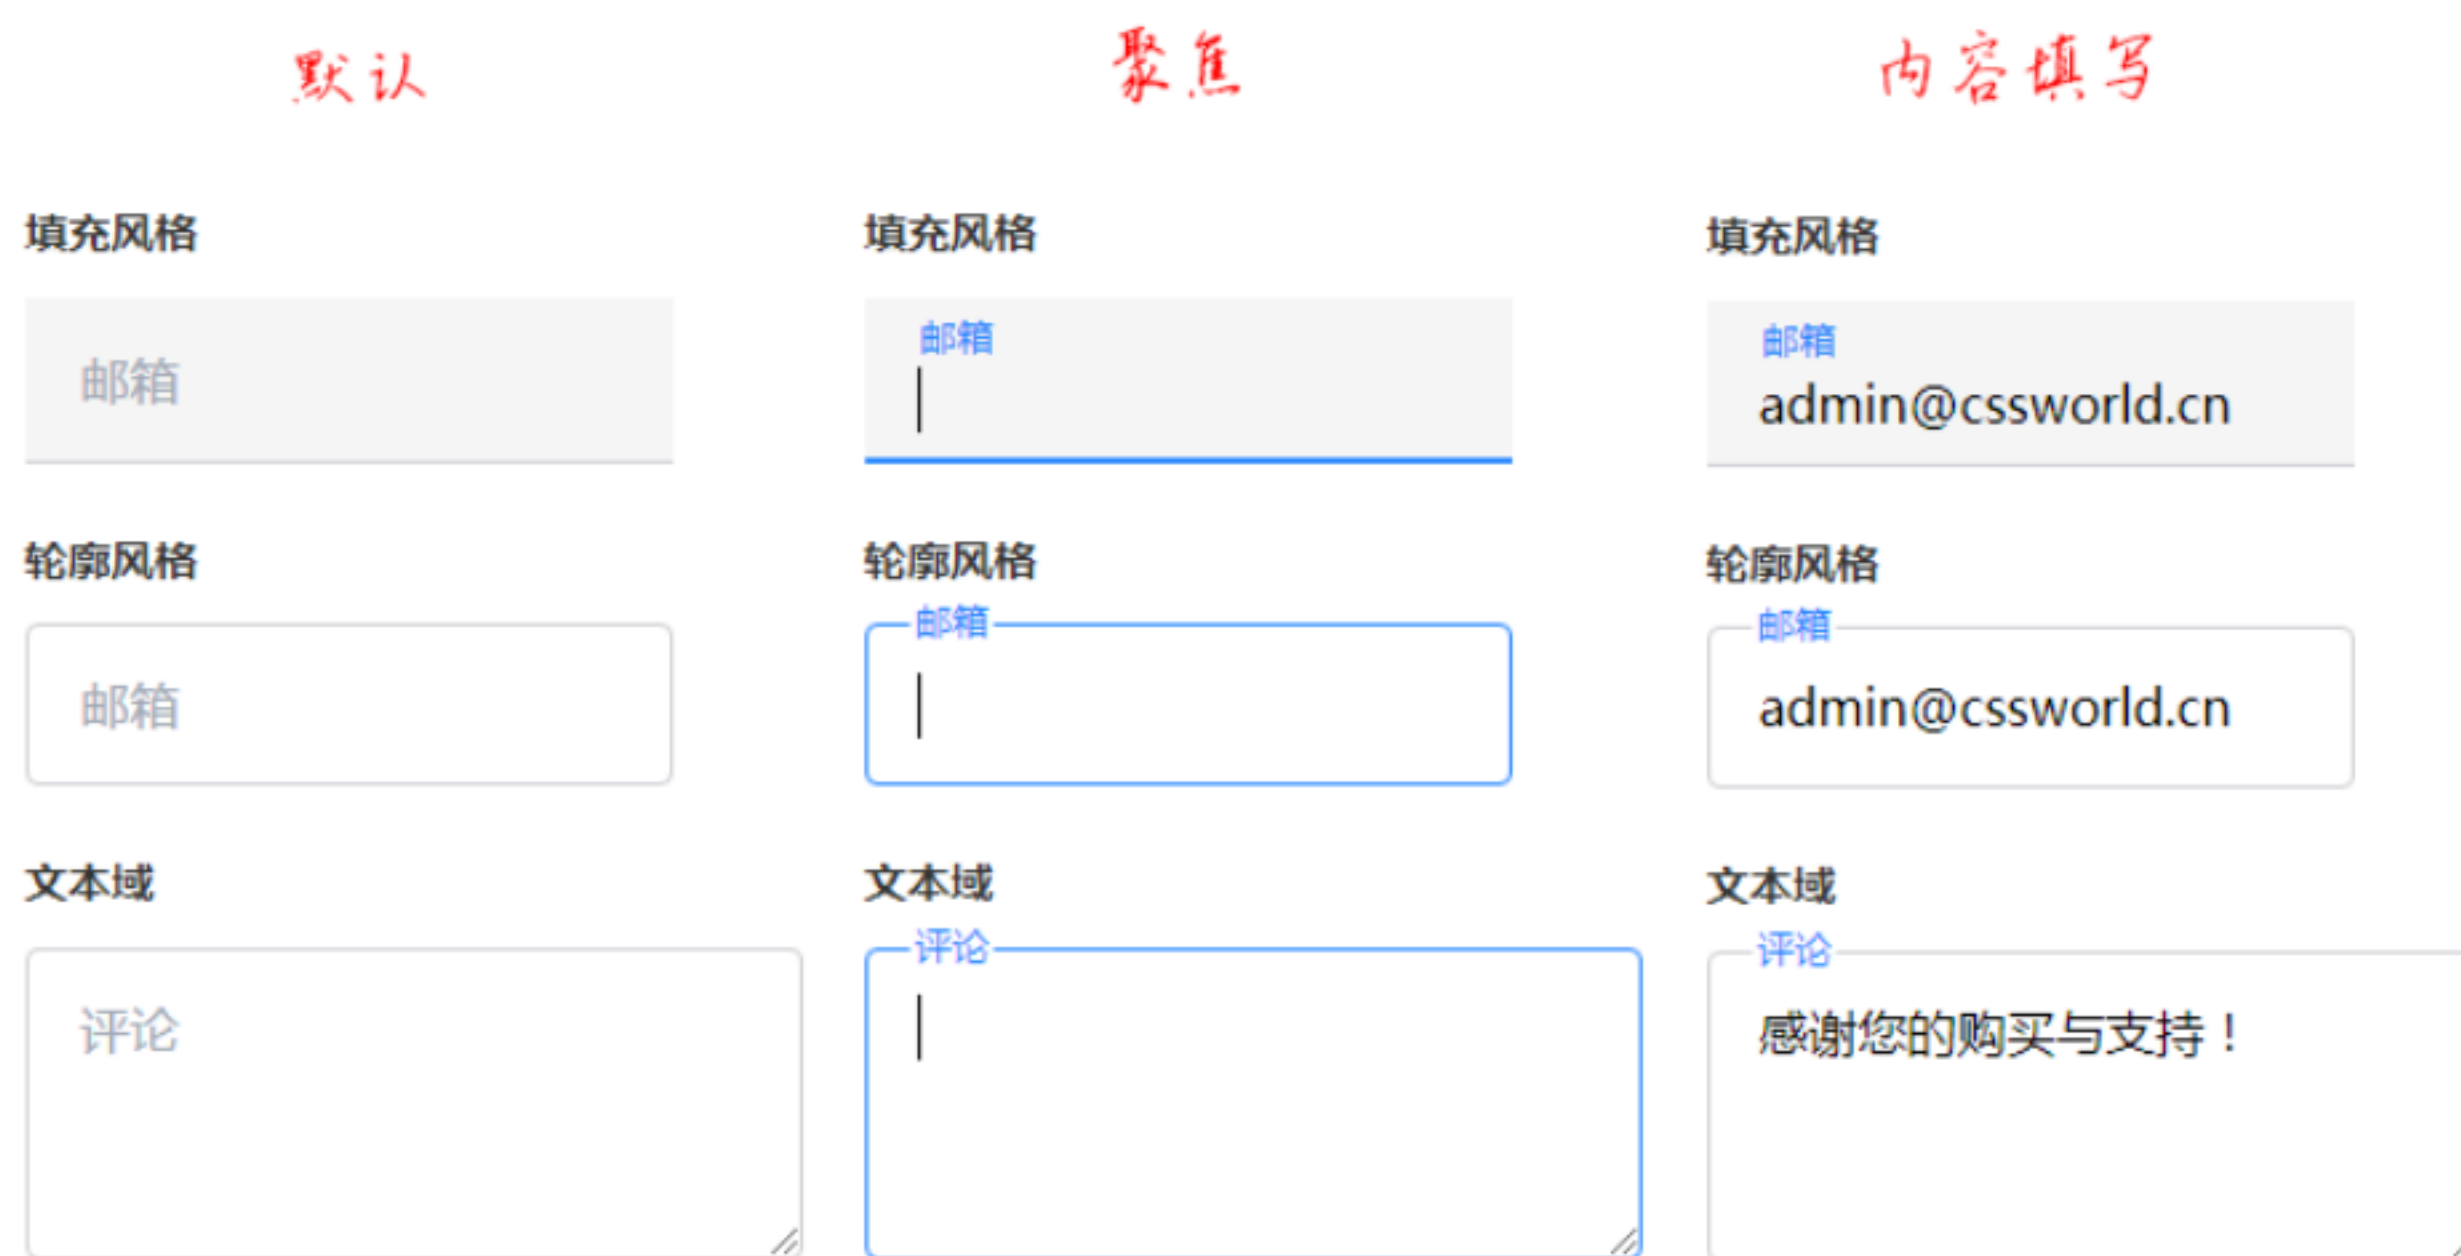 默认 聚焦 内容填写
填充风格 填充风格 填充风格
邮箱 邮箱 邮箱
admin@cssworld.cn
轮廓风格 轮廓风格 轮廓风格
邮箱 邮箱
邮箱 admin@cssworld.cn
文本域 文本域 文本域
评论 评论
评论 感谢您的购买与支持！